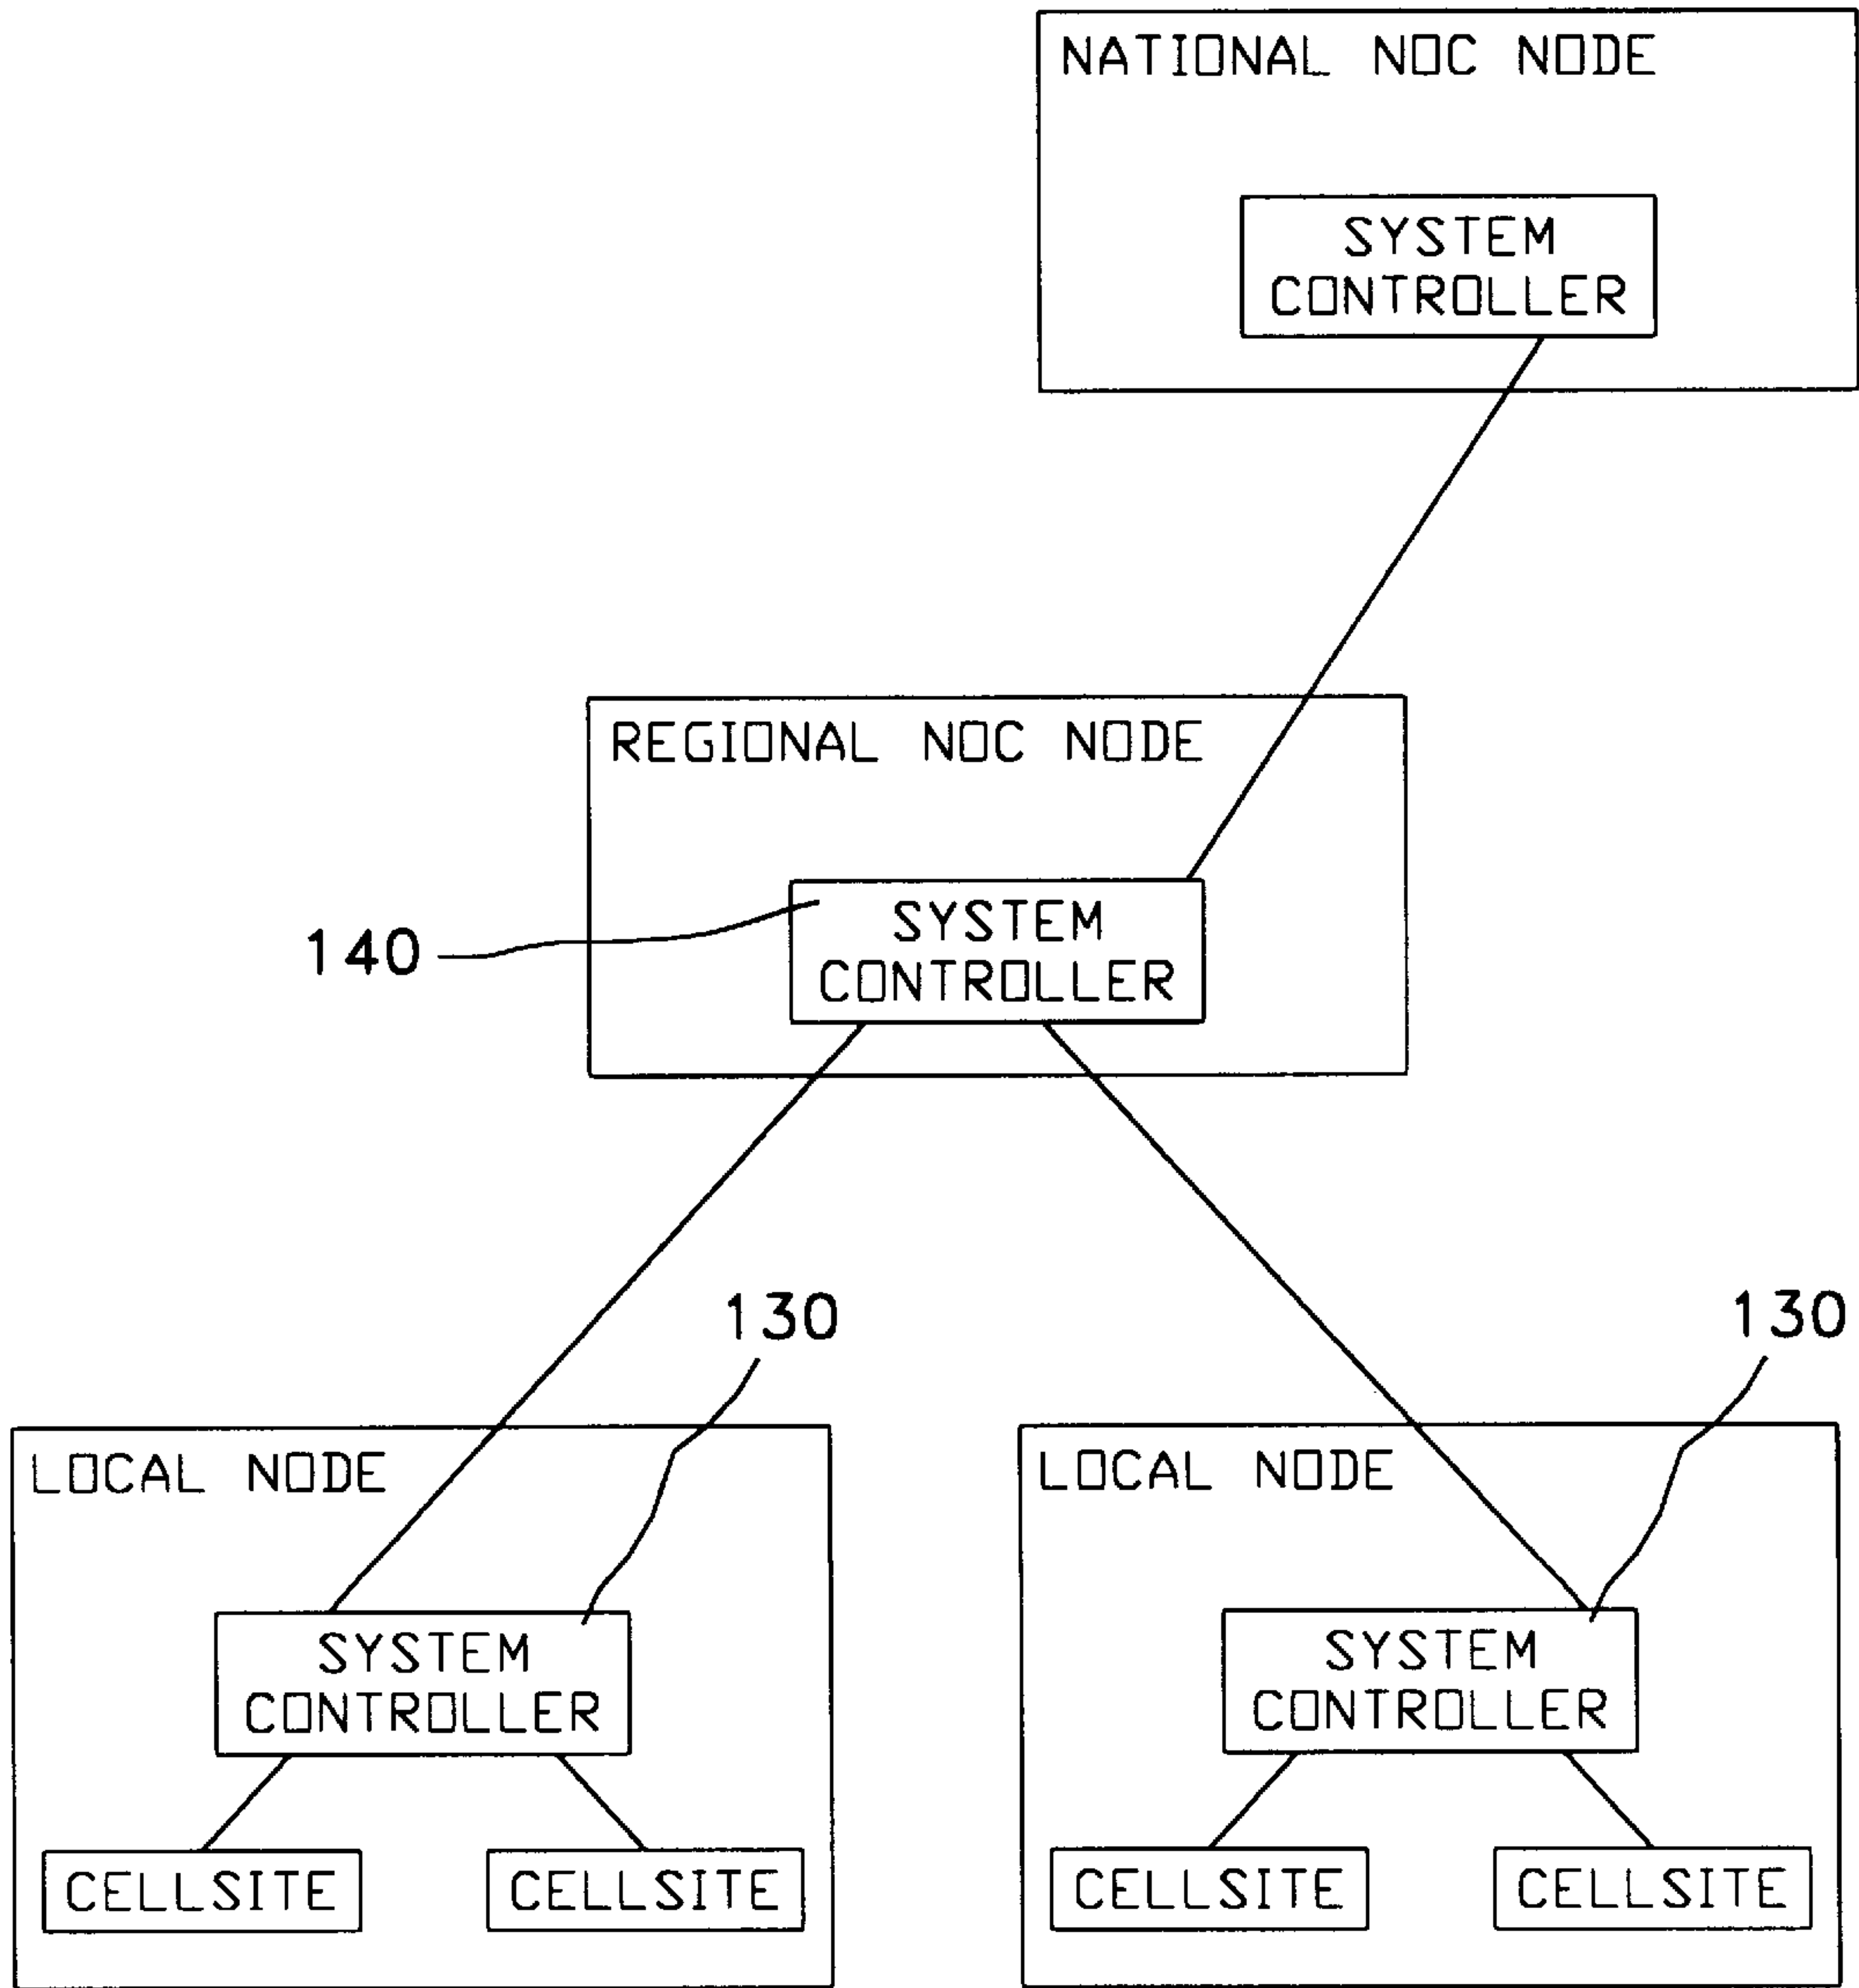 NATIONAL NOC NODE
SYSTEM
CONTROLLER
REGIONAL NOC NODE
140
SYSTEM
CONTROLLER
130
130
LOCAL NODE
LOCAL NODE
SYSTEM
CONTROLLER
SYSTEM
CONTROLLER
CELLSITE
CELLSITE
CELLSITE
CELLSITE